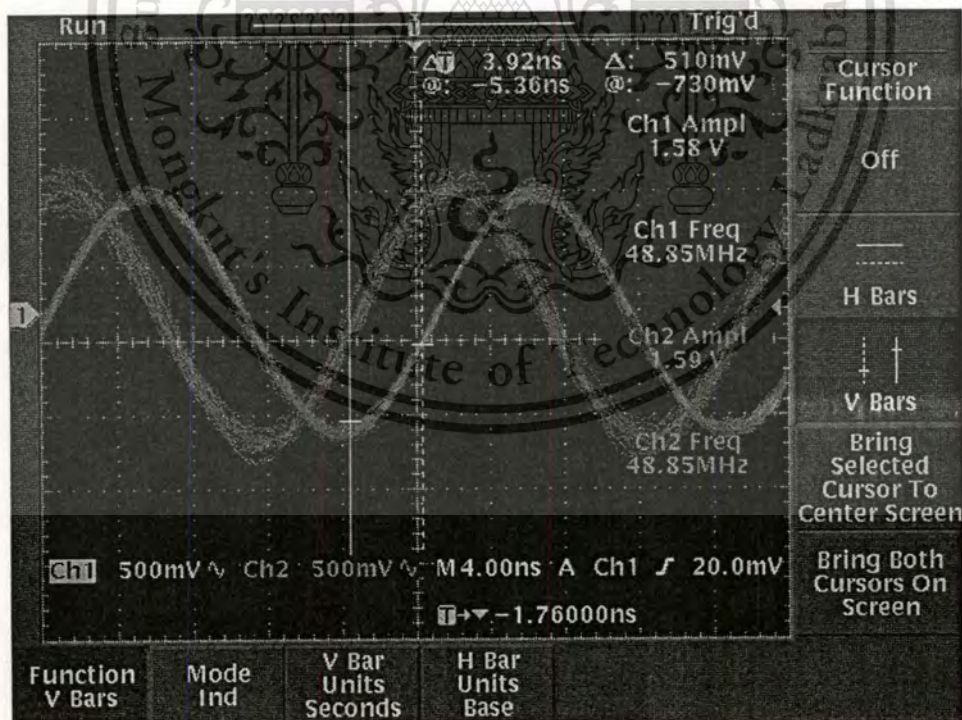 Run Trig'd
Δ 3.92ns Δ: 510mV
@: -5.36ns @: -730mV
Ch1 Ampl
1.58 V
Ch1 Freq
48.85MHz
Ch2 Ampl
1.59 V
Ch2 Freq
48.85MHz
1
Mongkut's Institute of Technology Ladkraba
Ch1 500mV Ch2 500mV M 4.00ns A Ch1 20.0mV
T→▼ -1.76000ns
Cursor
Function
Off
H Bars
V Bars
Bring
Selected
Cursor To
Center Screen
Bring Both
Cursors On
Screen
Function
V Bars
Mode
Ind
V Bar
Units
Seconds
H Bar
Units
Base